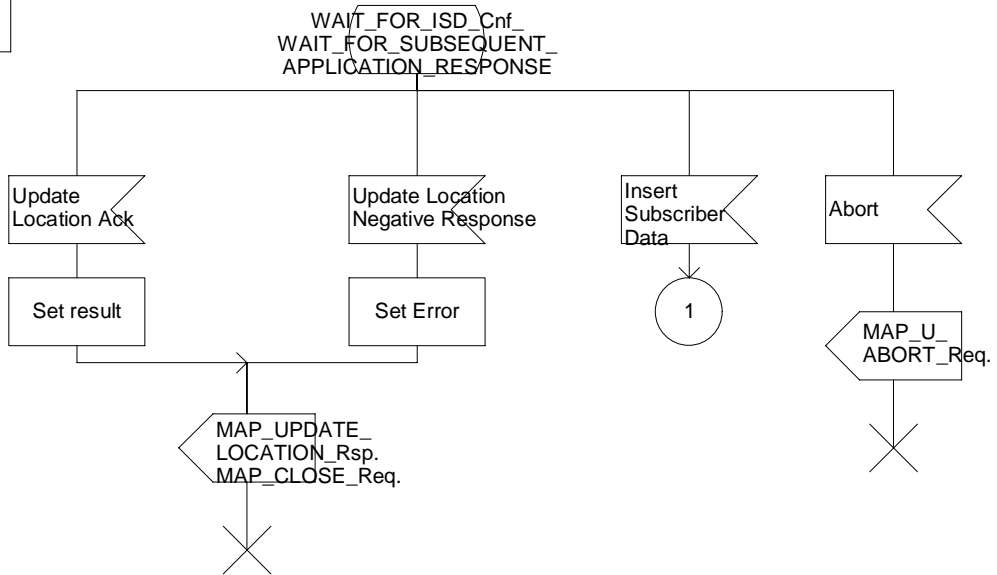 WAIT_FOR_ISD_Cnf_
WAIT_FOR_SUBSEQUENT_
APPLICATION_RESPONSE
Update
Location Ack
Update Location
Negative Response
Insert
Subscriber
Data
Abort
Set result
Set Error
1
MAP_U_
ABORT_Req.
MAP_UPDATE_
LOCATION_Rsp.
MAP_CLOSE_Req.